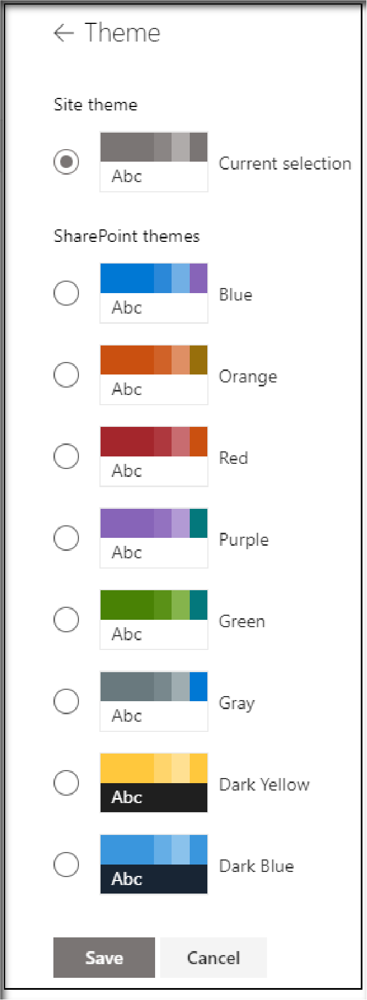 Theme
Site theme
Abc
Current selection
SharePoint themes
Abc
Blue
Abc
Orange
Abc
Red
Abc
Purple
Abc
Green
Abc
Gray
Abc
Dark Yellow
Abc
Dark Blue
Save
Cancel